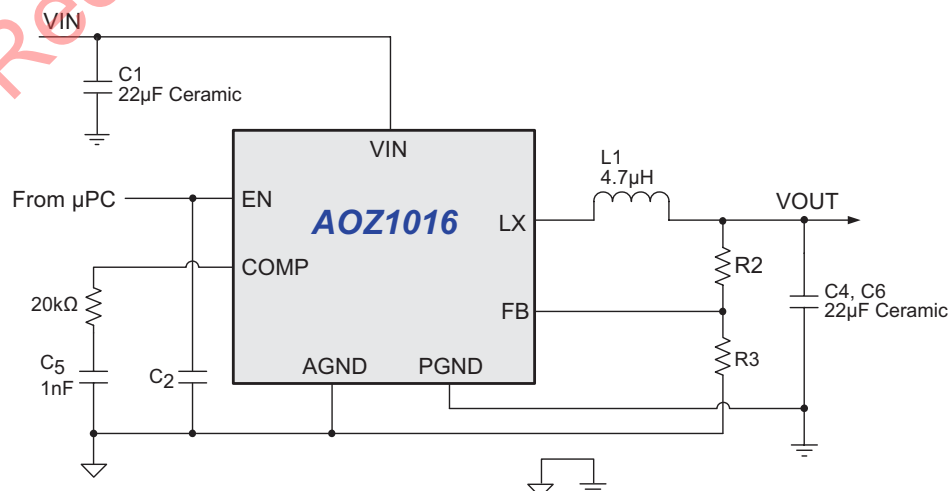 VIN
C1
22µF Ceramic
VIN
From µPC
EN
AOZ1016
LX
L1
4.7µH
VOUT
COMP
R2
20kΩ
C4, C6
22µF Ceramic
FB
C5
1nF
C2
AGND
PGND
R3